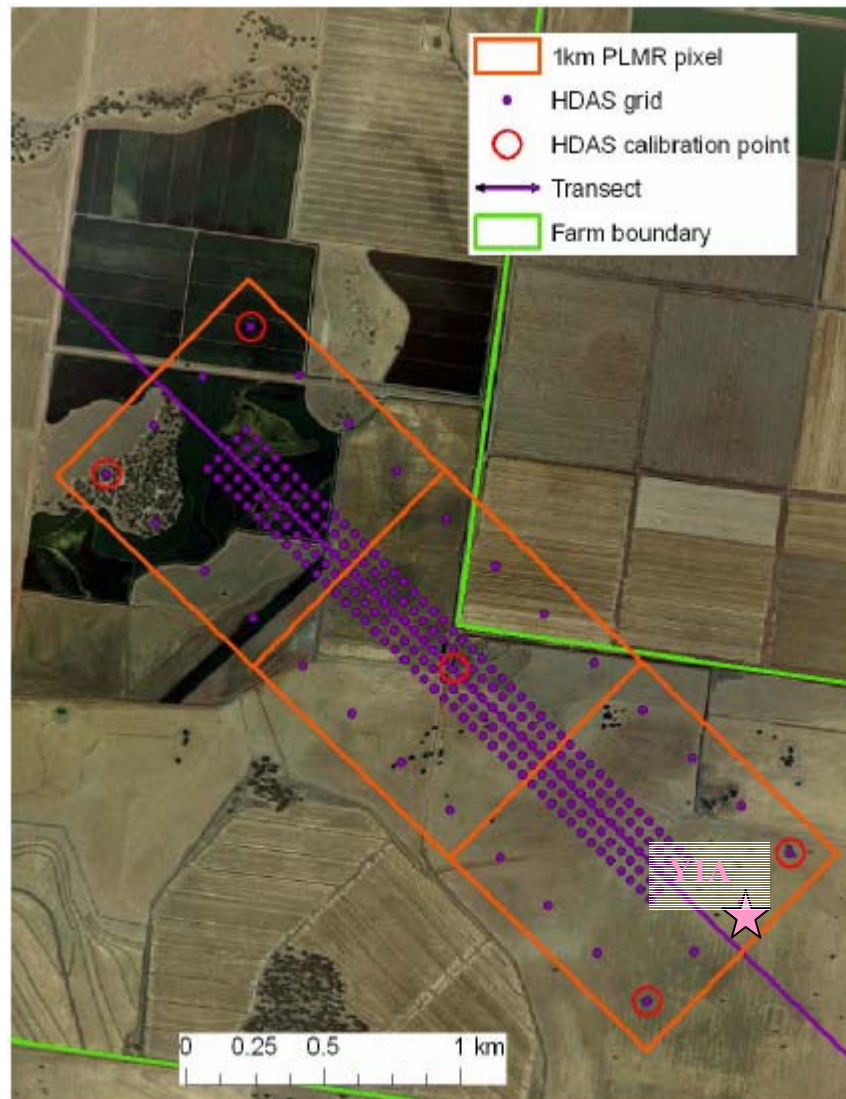 1km PLMR pixel
HDAS grid
HDAS calibration point
Transect
Farm boundary
Y1A
0 0.25 0.5 1 km